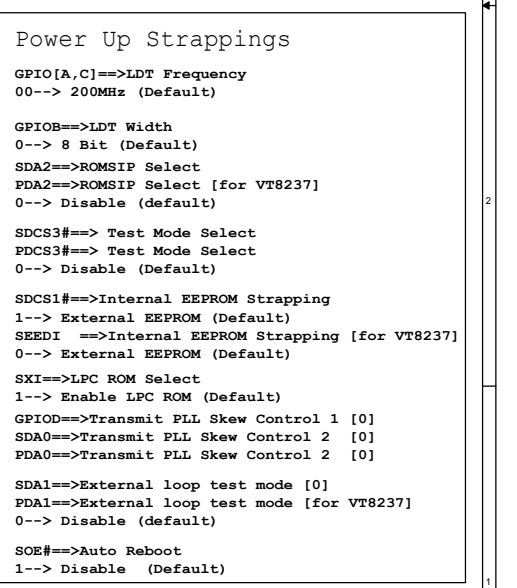 Power Up Strappings
GPIO[A,C]==>LDT Frequency
00--> 200MHz (Default)
GPIOB==>LDT Width
0--> 8 Bit (Default)
SDA2==>ROMSIP Select
PDA2==>ROMSIP Select [for VT8237]
0--> Disable (default)
2
SDCS3#==> Test Mode Select
PDCS3#==> Test Mode Select
0--> Disable (Default)
SDCS1#==>Internal EEPROM Strapping
1--> External EEPROM (Default)
SEEDI ==>Internal EEPROM Strapping [for VT8237]
0--> External EEPROM (Default)
SXI==>LPC ROM Select
1--> Enable LPC ROM (Default)
GPIOD==>Transmit PLL Skew Control 1 [0]
SDA0==>Transmit PLL Skew Control 2 [0]
PDA0==>Transmit PLL Skew Control 2 [0]
SDA1==>External loop test mode [0]
PDA1==>External loop test mode [for VT8237]
0--> Disable (default)
SOE#==>Auto Reboot
1--> Disable (Default)
1